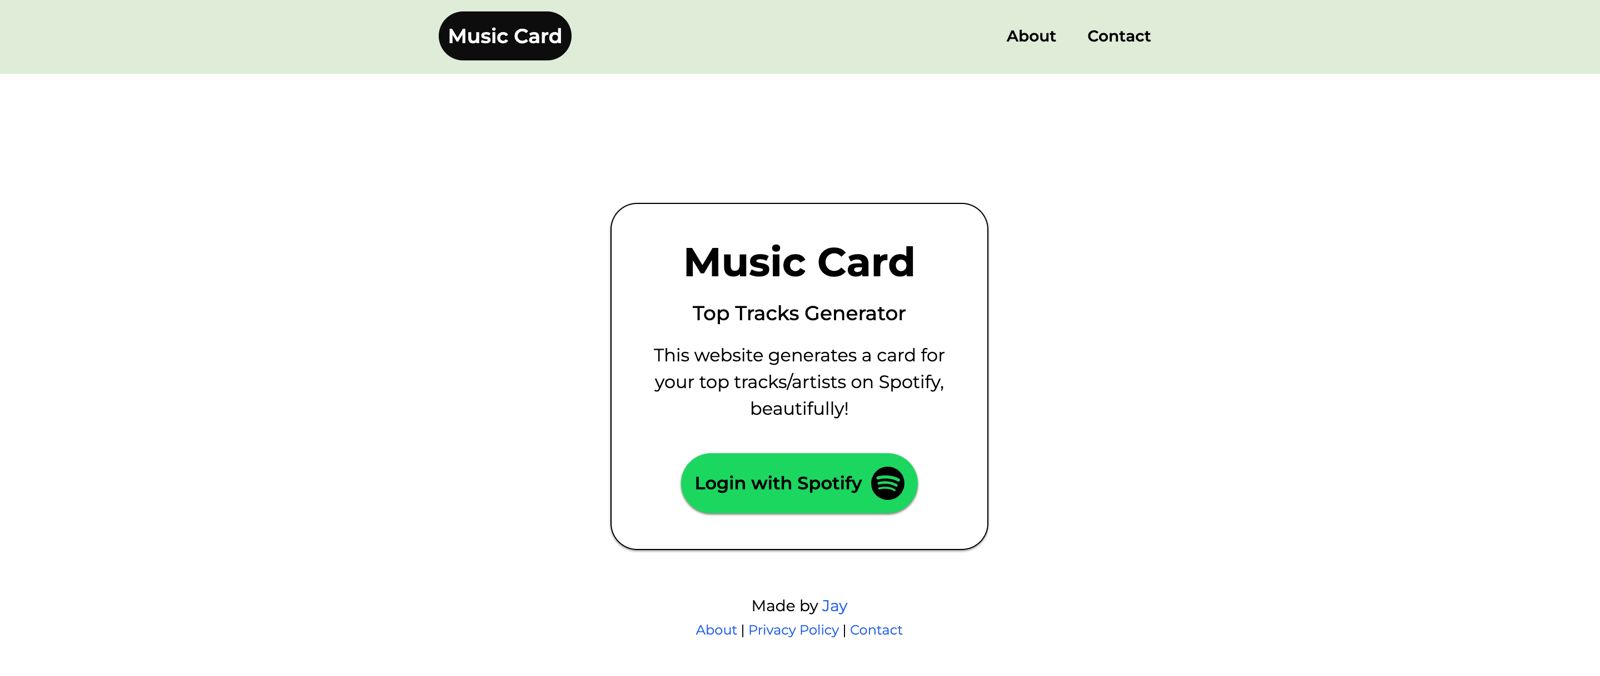 Music Card
About Contact
Music Card
Top Tracks Generator
This website generates a card for
your top tracks/artists on Spotify,
beautifully!
Login with Spotify
Made by Jay
About | Privacy Policy | Contact